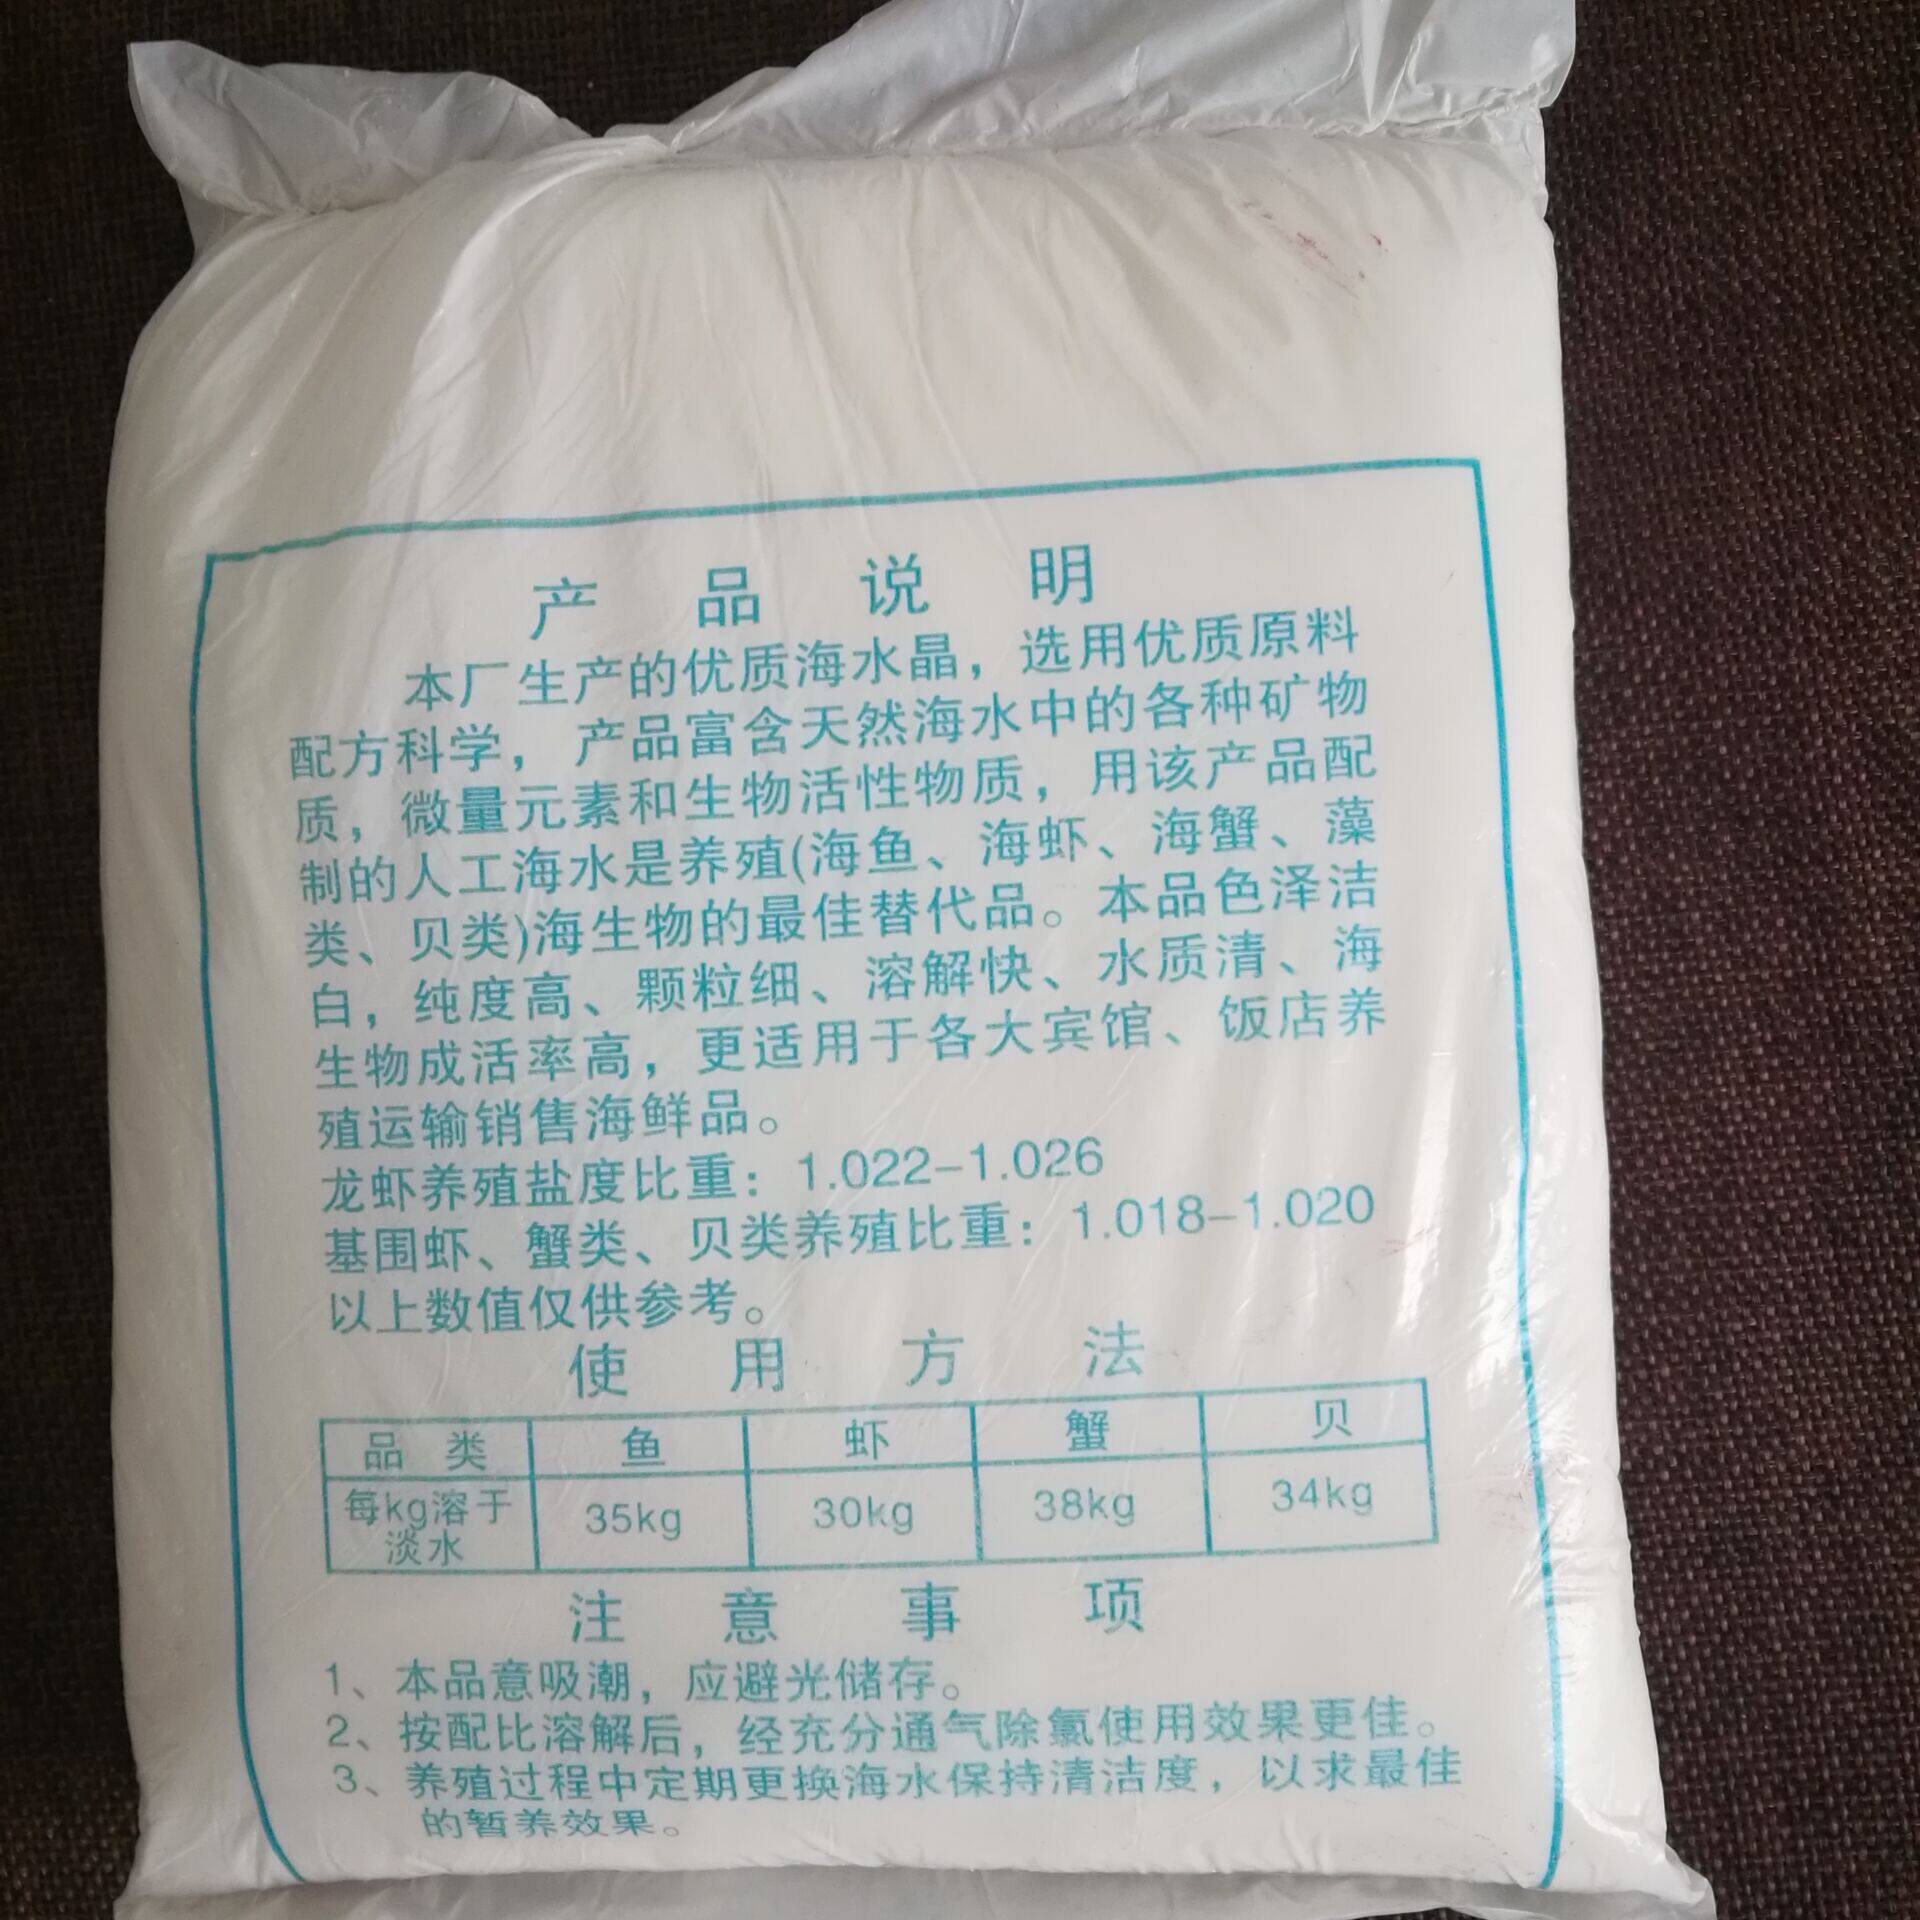 产品说明
本厂生产的优质海水晶，选用优质原料
配方科学，产品富含天然海水中的各种矿物
质，微量元素和生物活性物质，用该产品配
制的人工海水是养殖(海鱼、海虾、海蟹、藻
类、贝类)海生物的最佳替代品。本品色泽洁
白，纯度高、颗粒细、溶解快、水质清、海
生物成活率高，更适用于各大宾馆、饭店养
殖运输销售海鲜品。
龙虾养殖盐度比重：1.022-1.026
基围虾、蟹类、贝类养殖比重：1.018-1.020
以上数值仅供参考。
使用方法
品类 鱼 虾 蟹 贝
每kg溶于
淡水 35kg 30kg 38kg 34kg
注意事项
1、本品意吸潮，应避光储存。
2、按配比溶解后，经充分通气除氯使用效果更佳。
3、养殖过程中定期更换海水保持清洁度，以求最佳
的暂养效果。